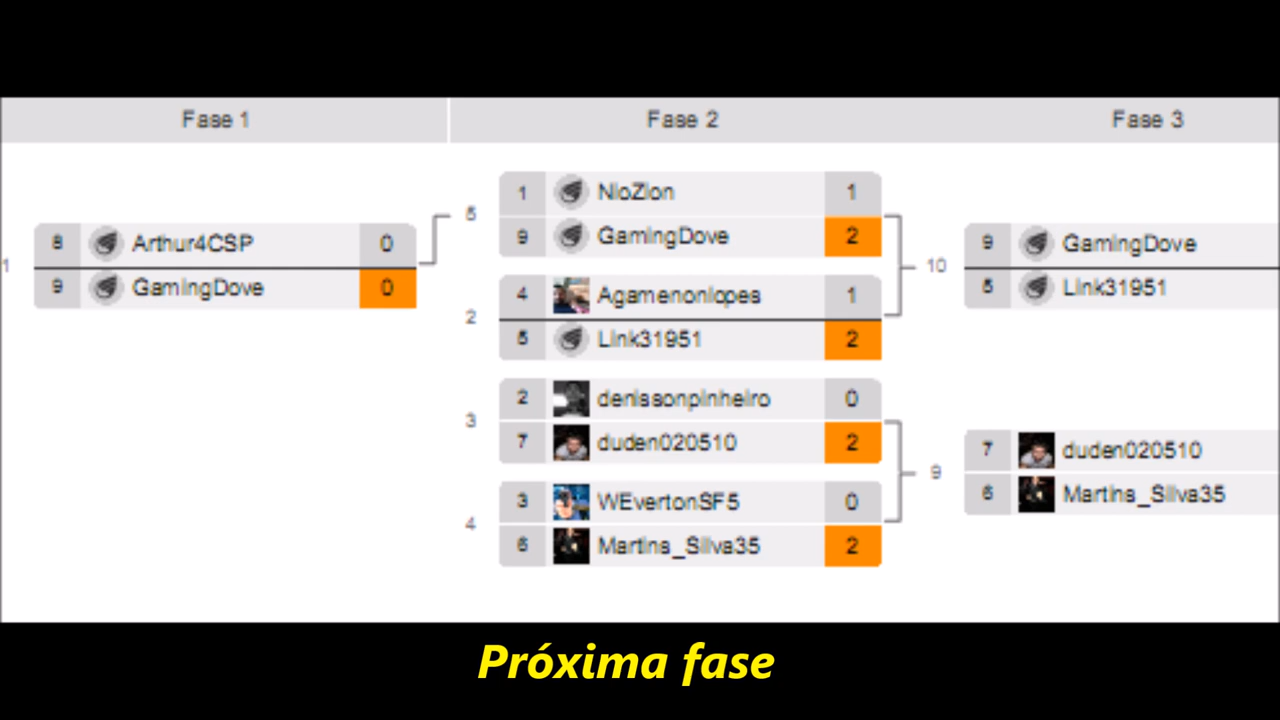 Fase 1
Fase 2
Fase 3
1
8 Arthur4CSP 0
9 GamingDove 0
5
1 NioZion 1
9 GamingDove 2
2
4 Agamenonlopes 1
5 Link31951 2
3
2 denissonpinheiro 0
7 duden020510 2
4
3 WEvertonSF5 0
6 Martins_Silva35 2
10
9 GamingDove
5 Link31951
9
7 duden020510
6 Martins_Silva35
Próxima fase